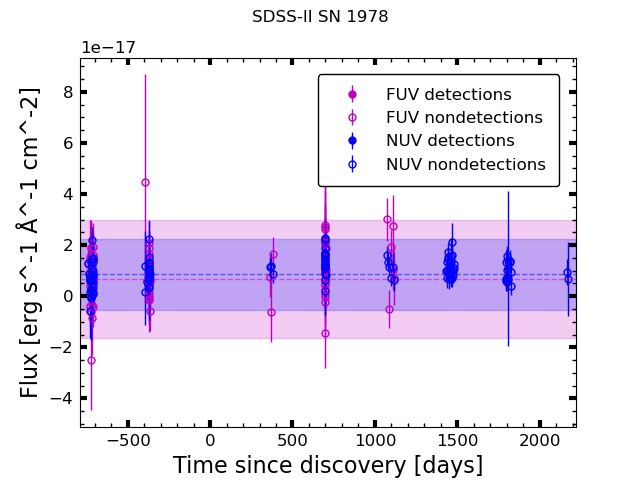 SDSS-II SN 1978
1e−17
FUV detections
FUV nondetections
NUV detections
NUV nondetections
8
6
4
2
0
−2
−4
Flux [erg s^-1 Å^-1 cm^-2]
−500
0
500
1000
1500
2000
Time since discovery [days]